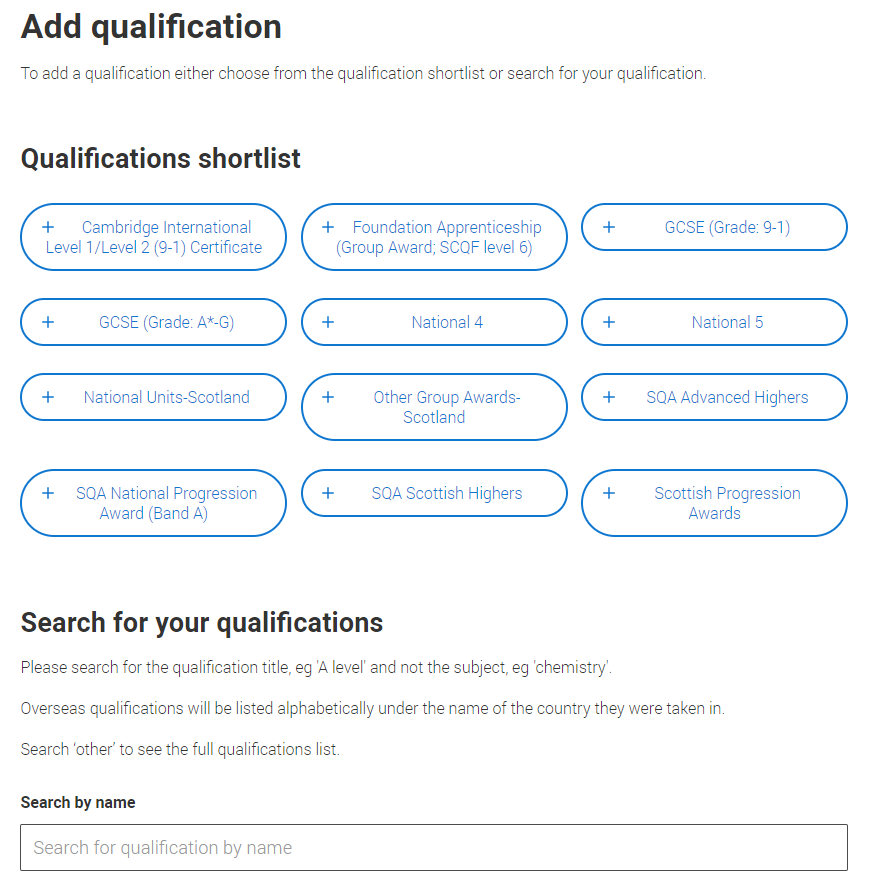 Add qualification
To add a qualification either choose from the qualification shortlist or search for your qualification.
Qualifications shortlist
+ Cambridge International
Level 1/Level 2 (9-1) Certificate
+ Foundation Apprenticeship
(Group Award; SCQF level 6)
+ GCSE (Grade: 9-1)
+ GCSE (Grade: A*-G)
+ National 4
+ National 5
+ National Units-Scotland
+ Other Group Awards-
Scotland
+ SQA Advanced Highers
+ SQA National Progression
Award (Band A)
+ SQA Scottish Highers
+ Scottish Progression
Awards
Search for your qualifications
Please search for the qualification title, eg 'A level' and not the subject, eg 'chemistry'.
Overseas qualifications will be listed alphabetically under the name of the country they were taken in.
Search ‘other’ to see the full qualifications list.
Search by name
Search for qualification by name